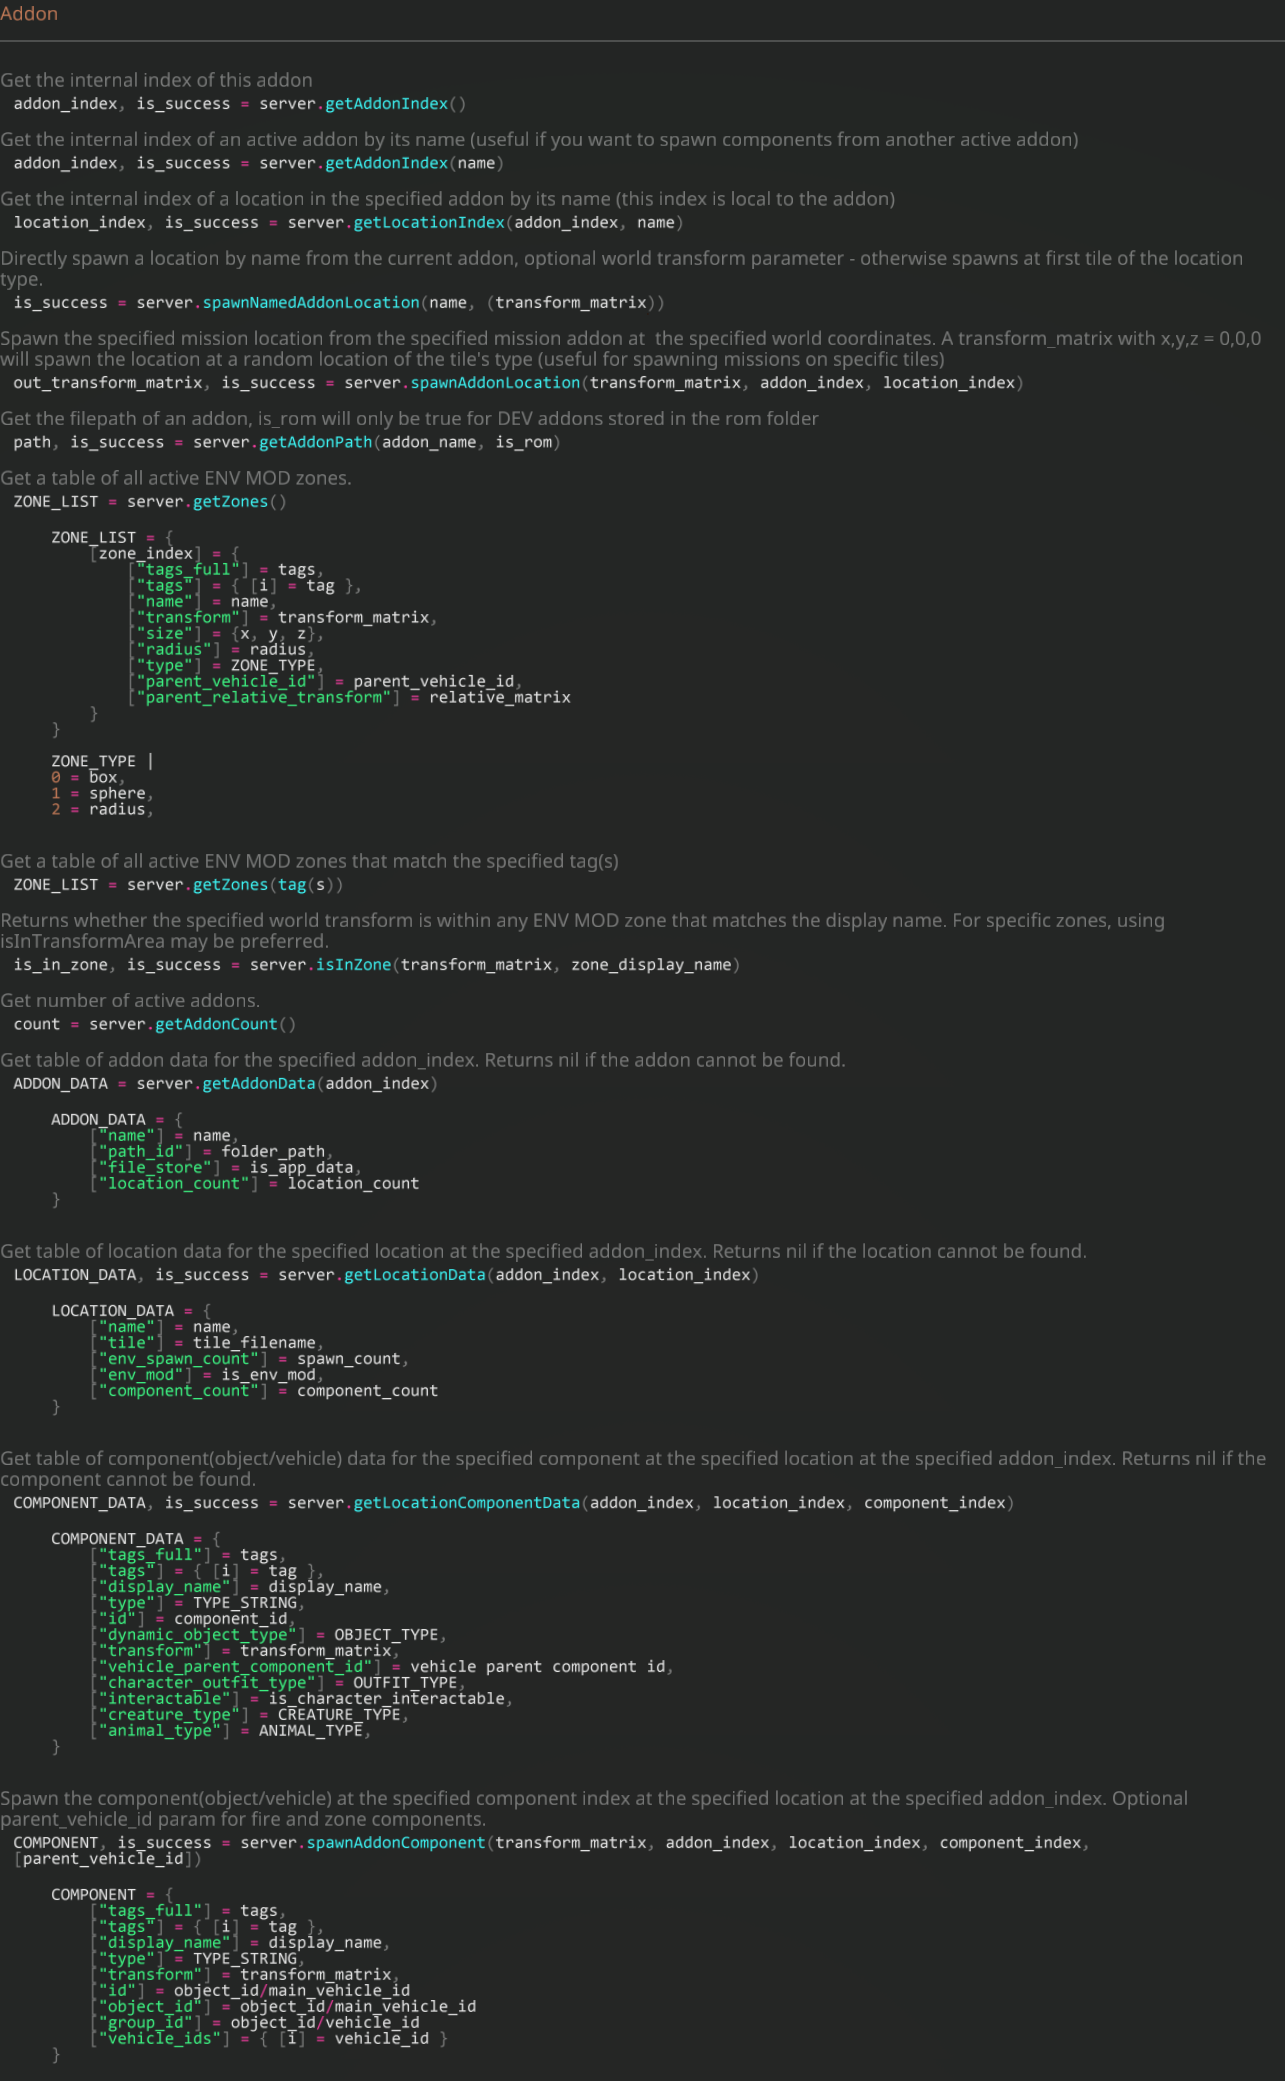 Addon
Get the internal index of this addon
addon_index, is_success = server.getAddonIndex()
Get the internal index of an active addon by its name (useful if you want to spawn components from another active addon)
addon_index, is_success = server.getAddonIndex(name)
Get the internal index of a location in the specified addon by its name (this index is local to the addon)
location_index, is_success = server.getLocationIndex(addon_index, name)
Directly spawn a location by name from the current addon, optional world transform parameter - otherwise spawns at first tile of the location
type.
is_success = server.spawnNamedAddonLocation(name, (transform_matrix))
Spawn the specified mission location from the specified mission addon at  the specified world coordinates. A transform_matrix with x,y,z = 0,0,0
will spawn the location at a random location of the tile's type (useful for spawning missions on specific tiles)
out_transform_matrix, is_success = server.spawnAddonLocation(transform_matrix, addon_index, location_index)
Get the filepath of an addon, is_rom will only be true for DEV addons stored in the rom folder
path, is_success = server.getAddonPath(addon_name, is_rom)
Get a table of all active ENV MOD zones.
ZONE_LIST = server.getZones()
ZONE_LIST = {
[zone_index] = {
["tags_full"] = tags,
["tags"] = { [i] = tag },
["name"] = name,
["transform"] = transform_matrix,
["size"] = {x, y, z},
["radius"] = radius,
["type"] = ZONE_TYPE,
["parent_vehicle_id"] = parent_vehicle_id,
["parent_relative_transform"] = relative_matrix
}
}
ZONE_TYPE |
0 = box,
1 = sphere,
2 = radius,
Get a table of all active ENV MOD zones that match the specified tag(s)
ZONE_LIST = server.getZones(tag(s))
Returns whether the specified world transform is within any ENV MOD zone that matches the display name. For specific zones, using
isInTransformArea may be preferred.
is_in_zone, is_success = server.isInZone(transform_matrix, zone_display_name)
Get number of active addons.
count = server.getAddonCount()
Get table of addon data for the specified addon_index. Returns nil if the addon cannot be found.
ADDON_DATA = server.getAddonData(addon_index)
ADDON_DATA = {
["name"] = name,
["path_id"] = folder_path,
["file_store"] = is_app_data,
["location_count"] = location_count
}
Get table of location data for the specified location at the specified addon_index. Returns nil if the location cannot be found.
LOCATION_DATA, is_success = server.getLocationData(addon_index, location_index)
LOCATION_DATA = {
["name"] = name,
["tile"] = tile_filename,
["env_spawn_count"] = spawn_count,
["env_mod"] = is_env_mod,
["component_count"] = component_count
}
Get table of component(object/vehicle) data for the specified component at the specified location at the specified addon_index. Returns nil if the
component cannot be found.
COMPONENT_DATA, is_success = server.getLocationComponentData(addon_index, location_index, component_index)
COMPONENT_DATA = {
["tags_full"] = tags,
["tags"] = { [i] = tag },
["display_name"] = display_name,
["type"] = TYPE_STRING,
["id"] = component_id,
["dynamic_object_type"] = OBJECT_TYPE,
["transform"] = transform_matrix,
["vehicle_parent_component_id"] = vehicle parent component id,
["character_outfit_type"] = OUTFIT_TYPE,
["interactable"] = is_character_interactable,
["creature_type"] = CREATURE_TYPE,
["animal_type"] = ANIMAL_TYPE,
}
Spawn the component(object/vehicle) at the specified component index at the specified location at the specified addon_index. Optional
parent_vehicle_id param for fire and zone components.
COMPONENT, is_success = server.spawnAddonComponent(transform_matrix, addon_index, location_index, component_index,
[parent_vehicle_id])
COMPONENT = {
["tags_full"] = tags,
["tags"] = { [i] = tag },
["display_name"] = display_name,
["type"] = TYPE_STRING,
["transform"] = transform_matrix,
["id"] = object_id/main_vehicle_id
["object_id"] = object_id/main_vehicle_id
["group_id"] = object_id/vehicle_id
["vehicle_ids"] = { [i] = vehicle_id }
}